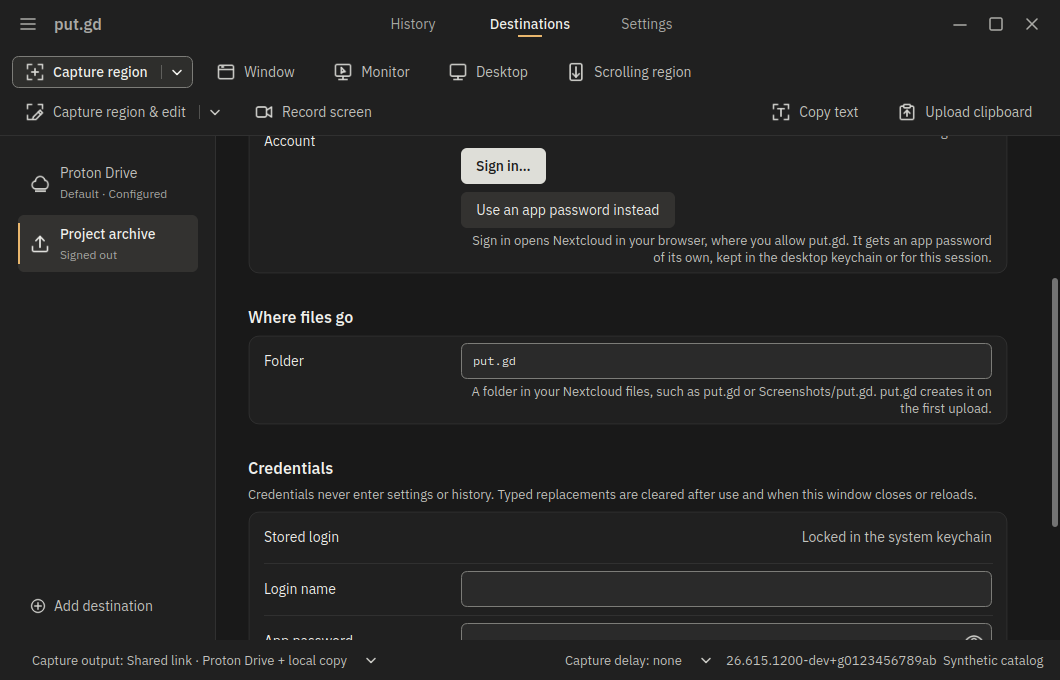 put.gd
History
Destinations
Settings
Capture region
Window
Monitor
Desktop
Scrolling region
Capture region & edit
Record screen
Copy text
Upload clipboard
Proton Drive
Default · Configured
Project archive
Signed out
Add destination
Account
Sign in...
Use an app password instead
Sign in opens Nextcloud in your browser, where you allow put.gd. It gets an app password
of its own, kept in the desktop keychain or for this session.
Where files go
Folder
put.gd
A folder in your Nextcloud files, such as put.gd or Screenshots/put.gd. put.gd creates it on
the first upload.
Credentials
Credentials never enter settings or history. Typed replacements are cleared after use and when this window closes or reloads.
Stored login
Locked in the system keychain
Login name
App password
Capture output: Shared link · Proton Drive + local copy
Capture delay: none
26.615.1200-dev+g0123456789ab
Synthetic catalog